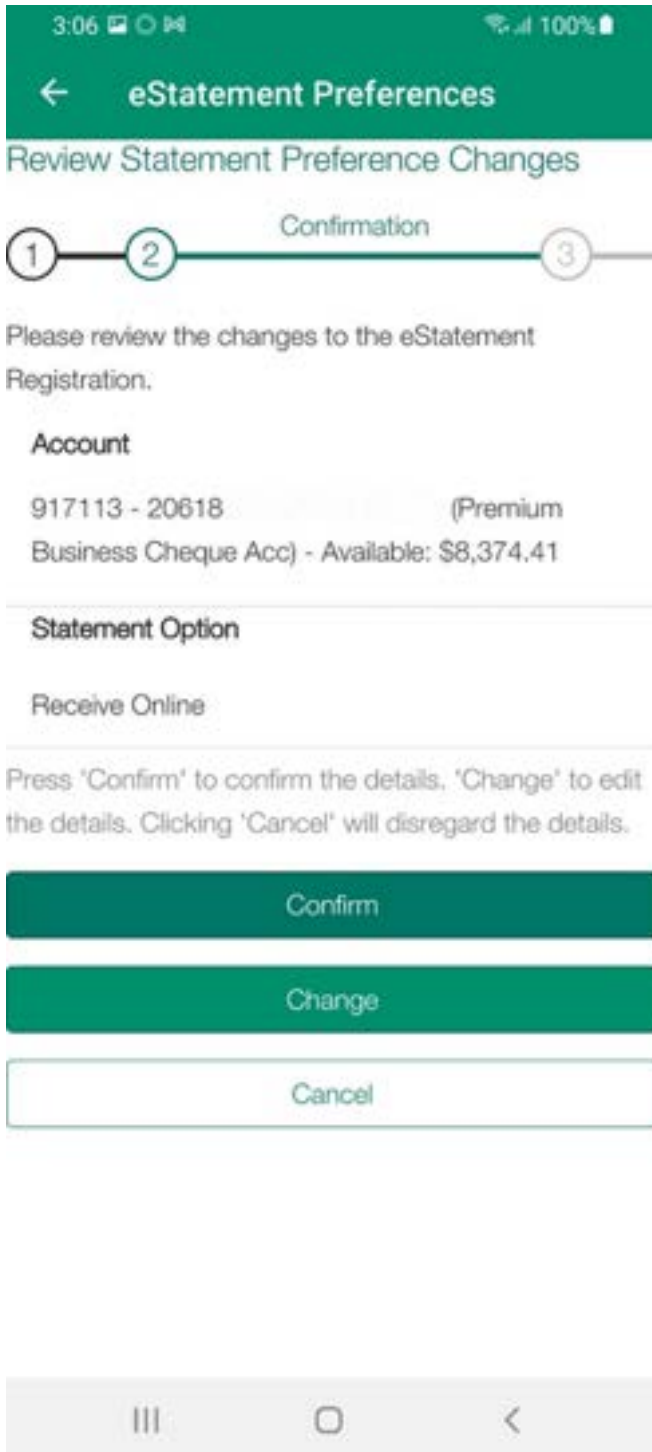 3:06 100%
eStatement Preferences
Review Statement Preference Changes
Confirmation
1 2 3
Please review the changes to the eStatement
Registration.
Account
917113 - 20618 (Premium
Business Cheque Acc) - Available: $8,374.41
Statement Option
Receive Online
Press 'Confirm' to confirm the details. 'Change' to edit
the details. Clicking 'Cancel' will disregard the details.
Confirm
Change
Cancel